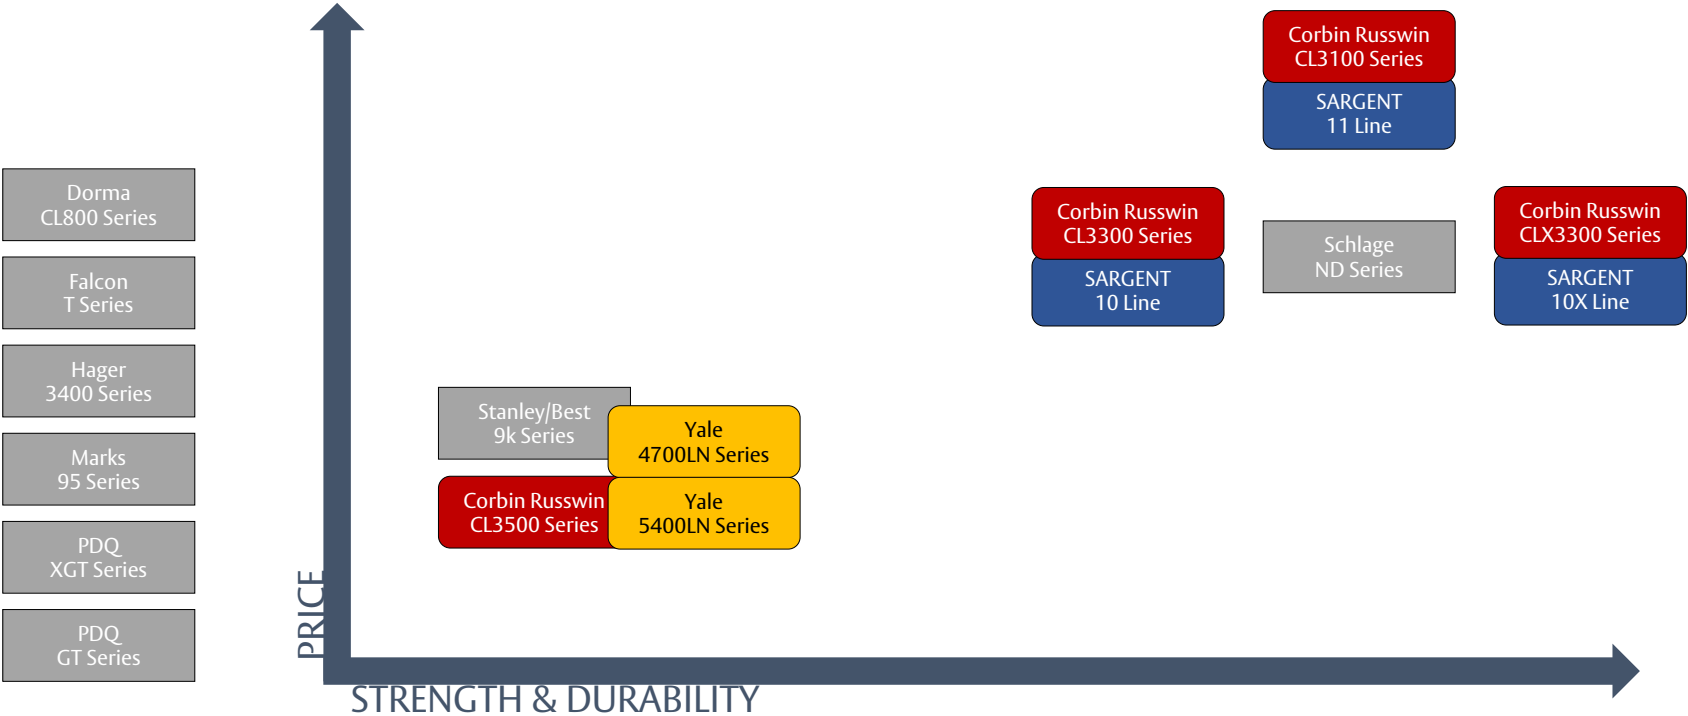 Corbin Russwin
CL3100 Series
SARGENT
11 Line
Dorma
CL800 Series
Falcon
T Series
Hager
3400 Series
Marks
95 Series
PDQ
XGT Series
PDQ
GT Series
Corbin Russwin
CL3300 Series
SARGENT
10 Line
Schlage
ND Series
Corbin Russwin
CLX3300 Series
SARGENT
10X Line
Stanley/Best
9k Series
Yale
4700LN Series
Corbin Russwin
CL3500 Series
Yale
5400LN Series
PRICE
STRENGTH & DURABILITY